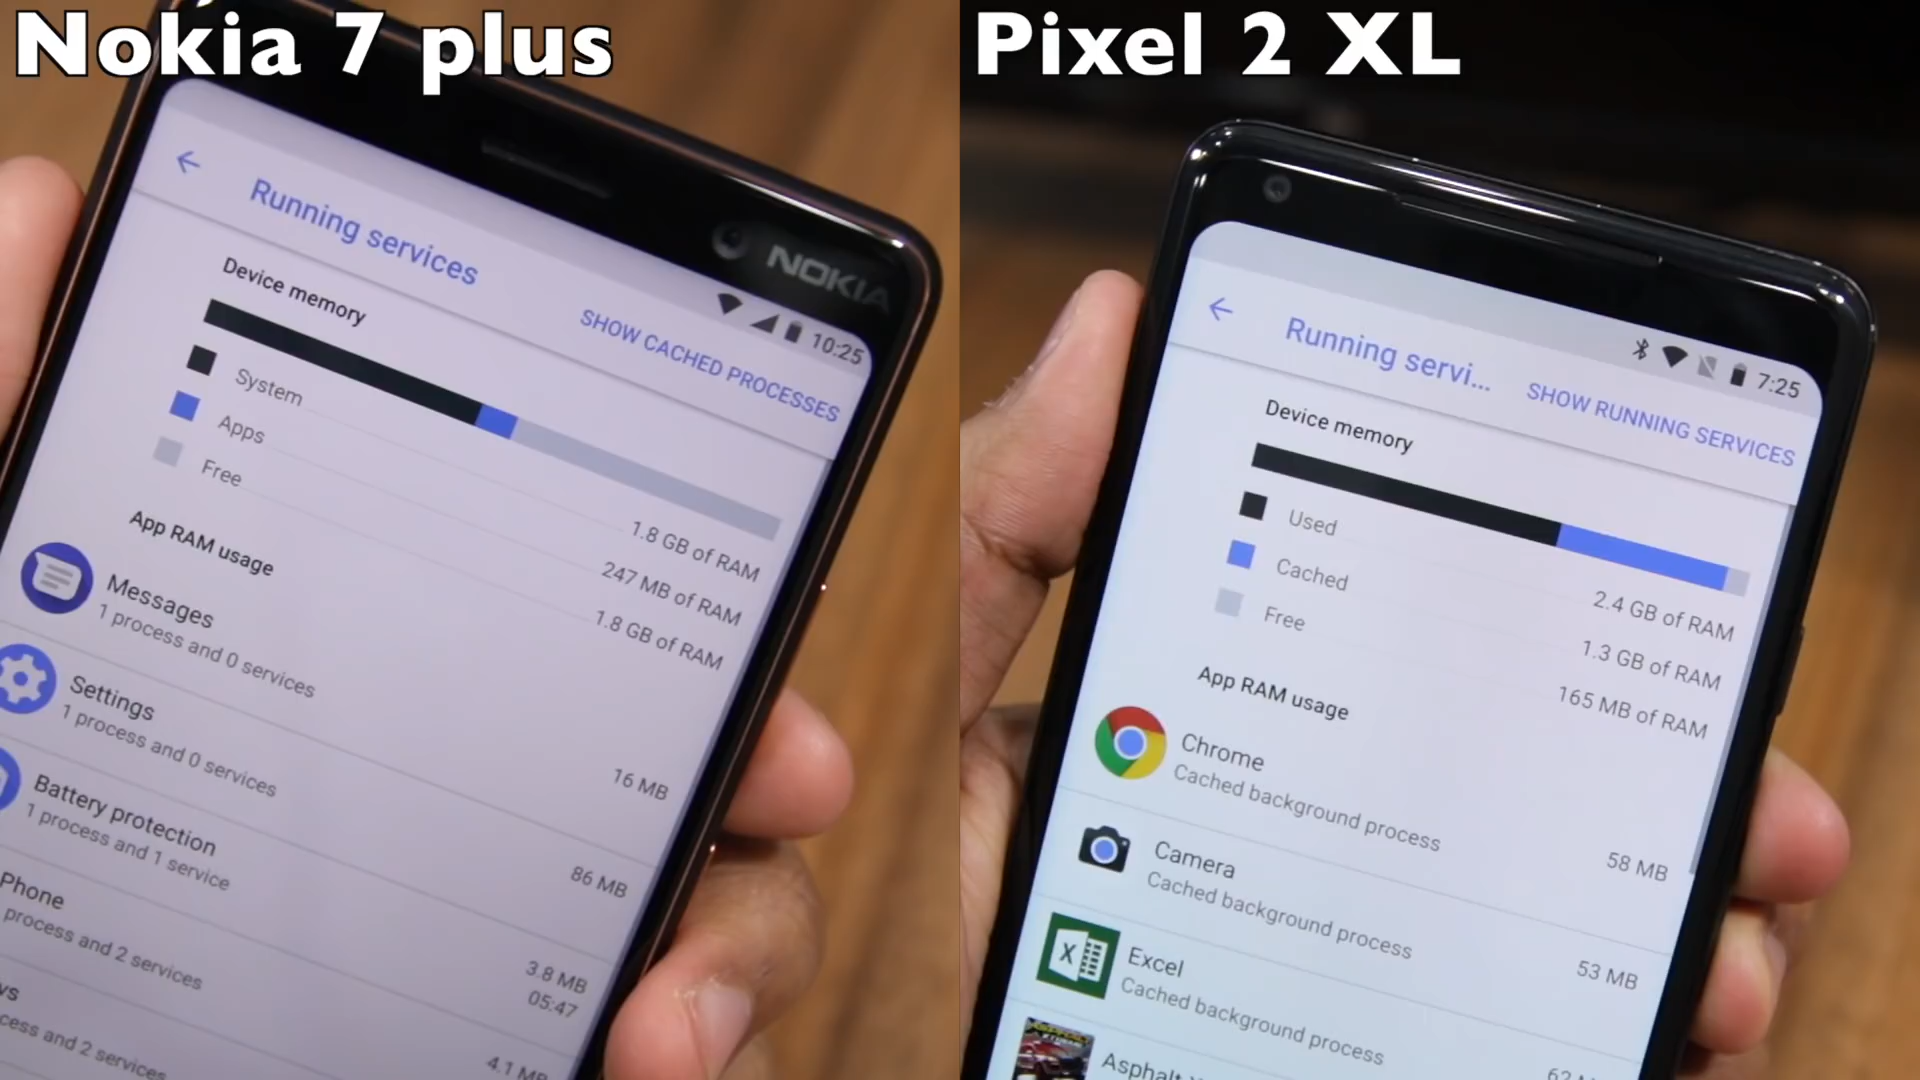 Nokia 7 plus
NOKIA
10:25
Running services
SHOW CACHED PROCESSES
Device memory
System
1.8 GB of RAM
Apps
247 MB of RAM
Free
1.8 GB of RAM
App RAM usage
Messages
1 process and 0 services
16 MB
Settings
1 process and 0 services
86 MB
Battery protection
1 process and 1 service
3.8 MB
05:47
Phone
process and 2 services
4.1 MB
and 2 services
Pixel 2 XL
7:25
Running servi...
SHOW RUNNING SERVICES
Device memory
Used
2.4 GB of RAM
Cached
1.3 GB of RAM
Free
165 MB of RAM
App RAM usage
Chrome
Cached background process
58 MB
Camera
Cached background process
53 MB
Excel
Cached background process
Asphalt